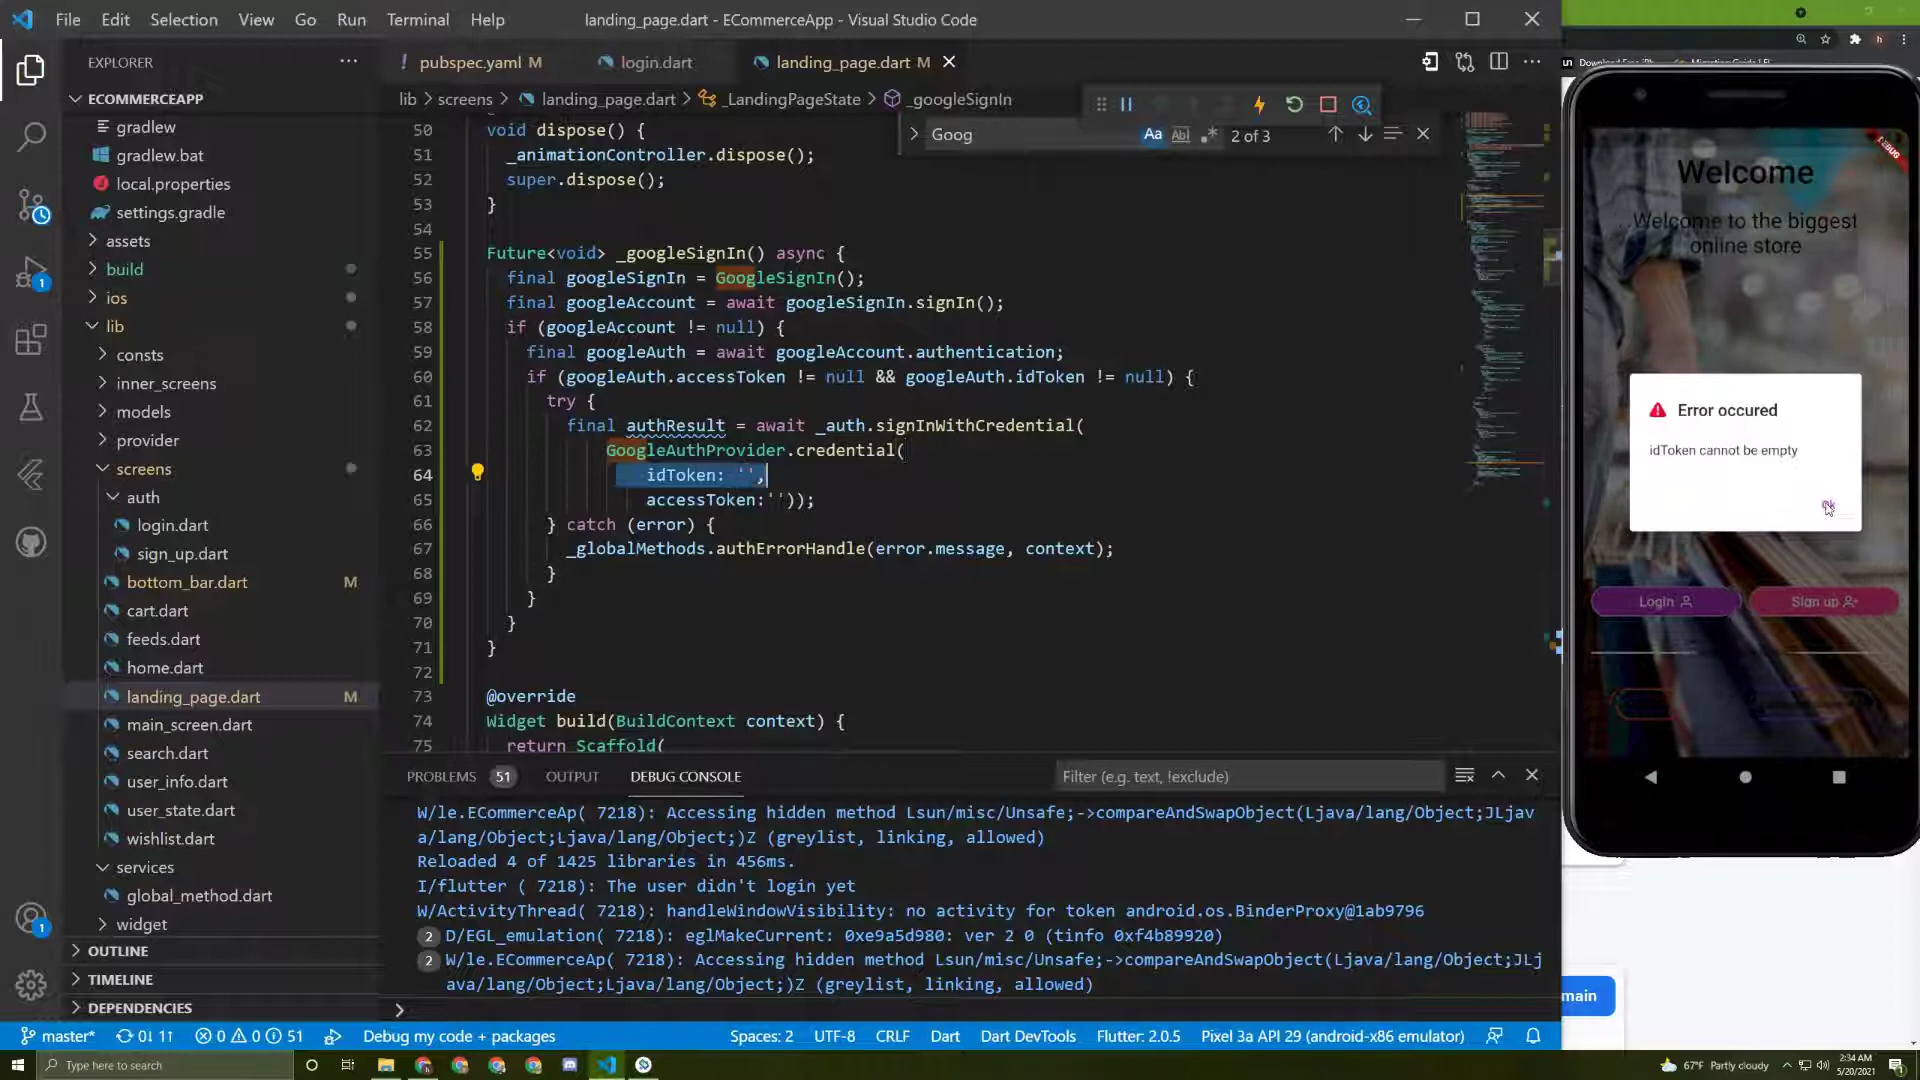 File Edit Selection View Go Run Terminal Help
landing_page.dart - ECommerceApp - Visual Studio Code
EXPLORER
ECOMMERCEAPP
gradlew
gradlew.bat
local.properties
settings.gradle
assets
build
ios
lib
consts
inner_screens
models
provider
screens
auth
login.dart
sign_up.dart
bottom_bar.dart M
cart.dart
feeds.dart
home.dart
landing_page.dart M
main_screen.dart
search.dart
user_info.dart
user_state.dart
wishlist.dart
services
global_method.dart
widget
OUTLINE
TIMELINE
DEPENDENCIES
! pubspec.yaml M login.dart landing_page.dart M
lib > screens > landing_page.dart > _LandingPageState > _googleSignIn
Goog Aa Abl .* 2 of 3
50 void dispose() {
51 _animationController.dispose();
52 super.dispose();
53 }
54
55 Future<void> _googleSignIn() async {
56 final googleSignIn = GoogleSignIn();
57 final googleAccount = await googleSignIn.signIn();
58 if (googleAccount != null) {
59 final googleAuth = await googleAccount.authentication;
60 if (googleAuth.accessToken != null && googleAuth.idToken != null) {
61 try {
62 final authResult = await _auth.signInWithCredential(
63 GoogleAuthProvider.credential(
64 idToken: '',
65 accessToken:''));
66 } catch (error) {
67 _globalMethods.authErrorHandle(error.message, context);
68 }
69 }
70 }
71 }
72
73 @override
74 Widget build(BuildContext context) {
75 return Scaffold(
PROBLEMS 51 OUTPUT DEBUG CONSOLE
Filter (e.g. text, !exclude)
W/le.ECommerceAp( 7218): Accessing hidden method Lsun/misc/Unsafe;->compareAndSwapObject(Ljava/lang/Object;JLjav
a/lang/Object;Ljava/lang/Object;)Z (greylist, linking, allowed)
Reloaded 4 of 1425 libraries in 456ms.
I/flutter ( 7218): The user didn't login yet
W/ActivityThread( 7218): handleWindowVisibility: no activity for token android.os.BinderProxy@1ab9796
2 D/EGL_emulation( 7218): eglMakeCurrent: 0xe9a5d980: ver 2 0 (tinfo 0xf4b89920)
2 W/le.ECommerceAp( 7218): Accessing hidden method Lsun/misc/Unsafe;->compareAndSwapObject(Ljava/lang/Object;JLj
ava/lang/Object;Ljava/lang/Object;)Z (greylist, linking, allowed)
master* 0↓ 1↑ 0 0 51 Debug my code + packages
Spaces: 2 UTF-8 CRLF Dart Dart DevTools Flutter: 2.0.5 Pixel 3a API 29 (android-x86 emulator)
Welcome
Welcome to the biggest
online store
Error occured
idToken cannot be empty
Ok
Login
Sign up
main
Type here to search
67°F Partly cloudy
2:34 AM
5/20/2021